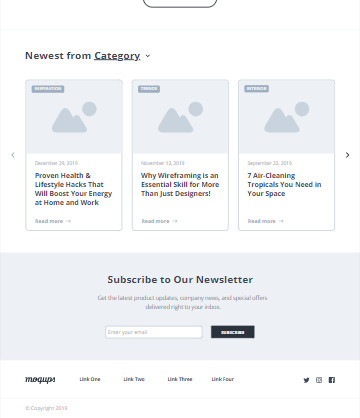 Newest from Category
INSPIRATION
December 29, 2019
Proven Health &
Lifestyle Hacks That
Will Boost Your Energy
at Home and Work
Read more →
TRENDS
November 13, 2019
Why Wireframing is an
Essential Skill for More
Than Just Designers!
Read more →
INTERIOR
September 22, 2019
7 Air-Cleaning
Tropicals You Need in
Your Space
Read more →
Subscribe to Our Newsletter
Get the latest product updates, company news, and special offers
delivered right to your inbox.
Enter your email SUBSCRIBE
moqups Link One Link Two Link Three Link Four
© Copyright 2019